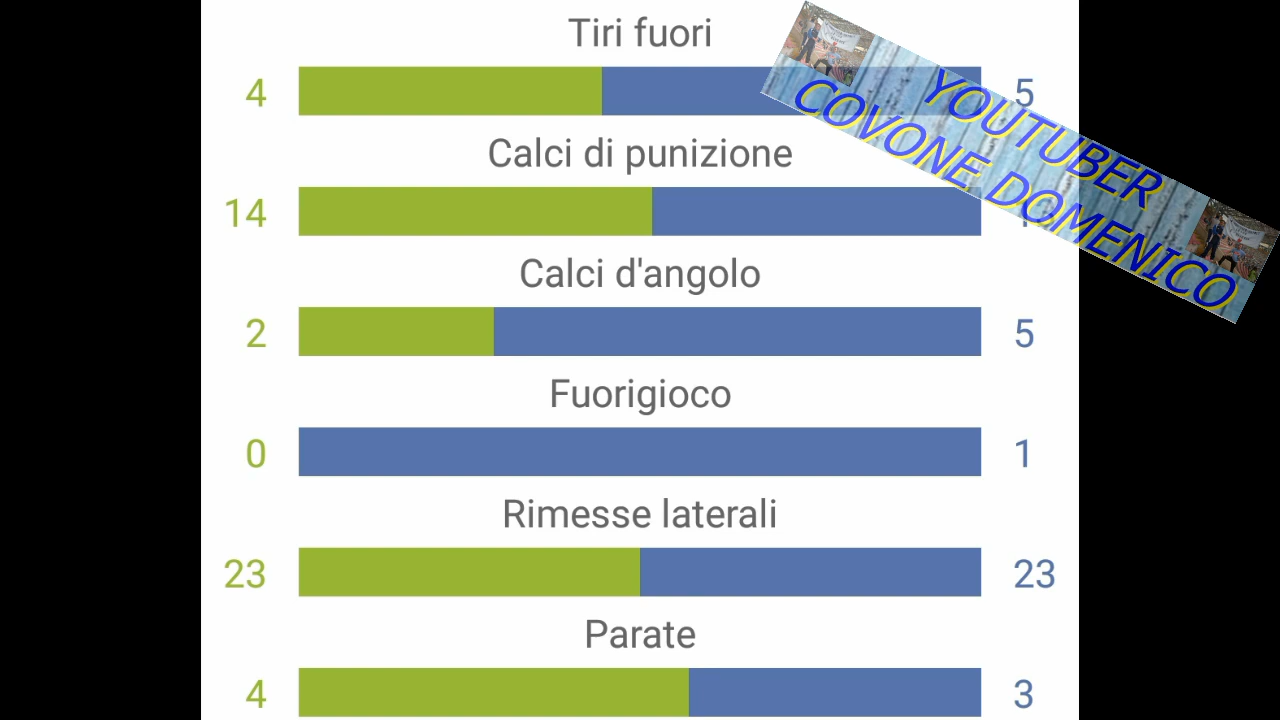 Tiri fuori
4 5
Calci di punizione
14
Calci d'angolo
2 5
Fuorigioco
0 1
Rimesse laterali
23 23
Parate
4 3
YOUTUBER
COVONE DOMENICO